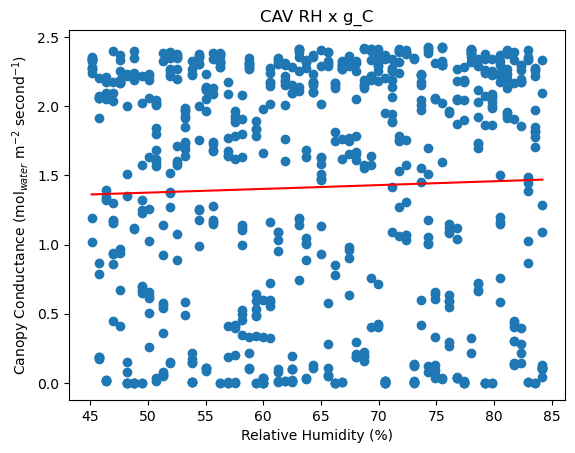 CAV RH x g_C
Canopy Conductance (mol$_{water}$ m$^{-2}$ second$^{-1}$)
2.5
2.0
1.5
1.0
0.5
0.0
45 50 55 60 65 70 75 80 85
Relative Humidity (%)